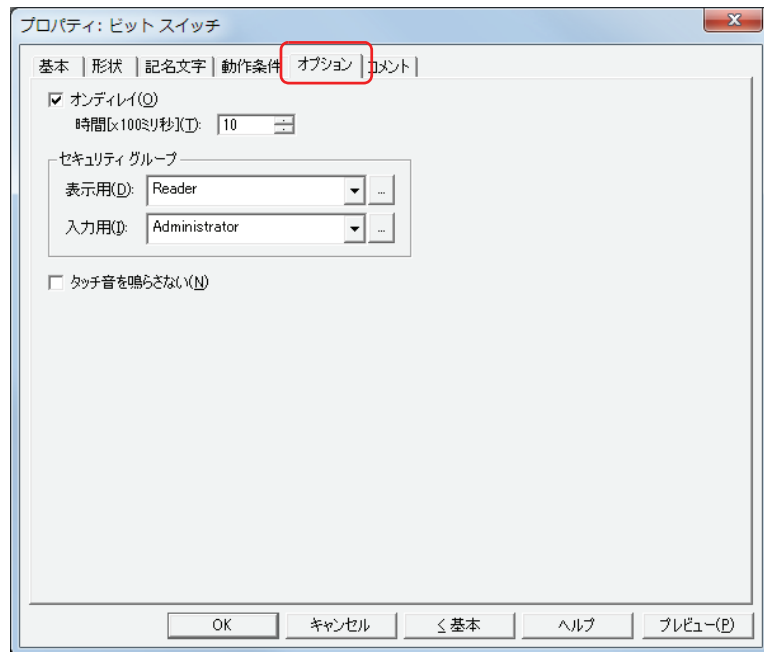 プロパティ: ビット スイッチ
基本 形状 記名文字 動作条件 オプション コメント
オンディレイ(O)
時間[x100ミリ秒](T): 10
セキュリティ グループ
表示用(D): Reader ...
入力用(I): Administrator ...
タッチ音を鳴らさない(N)
OK キャンセル ≤ 基本 ヘルプ プレビュー(P)